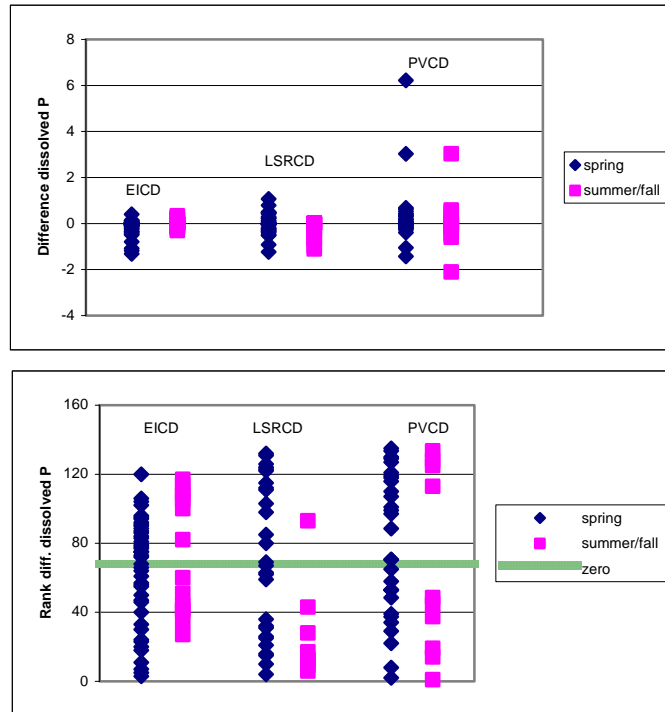 8
6
4
2
0
-2
-4
Difference dissolved P
EICD
LSRCD
PVCD
spring
summer/fall
160
120
80
40
0
Rank diff. dissolved P
EICD
LSRCD
PVCD
spring
summer/fall
zero